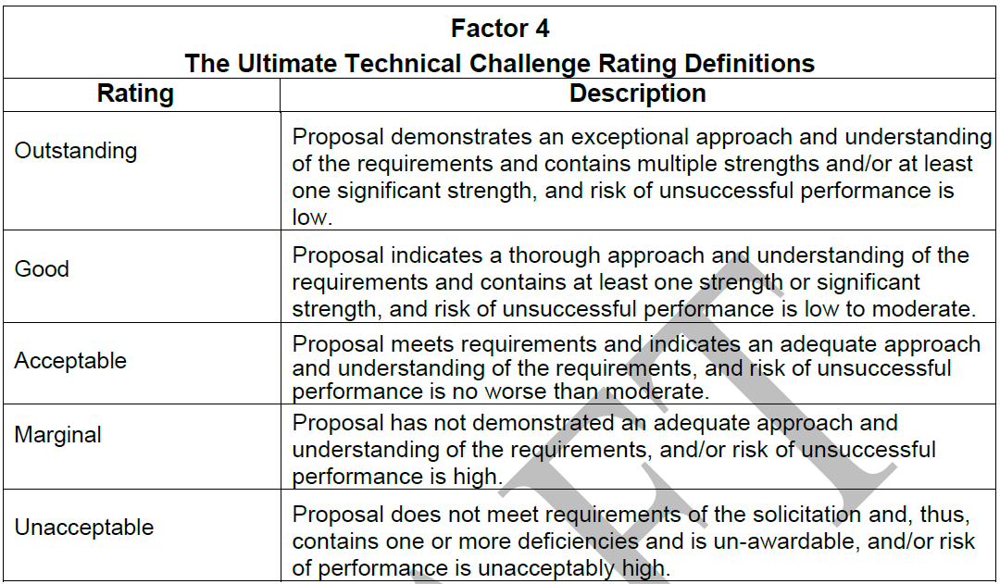 Factor 4
The Ultimate Technical Challenge Rating Definitions
Rating Description
Outstanding
Proposal demonstrates an exceptional approach and understanding
of the requirements and contains multiple strengths and/or at least
one significant strength, and risk of unsuccessful performance is
low.
Good
Proposal indicates a thorough approach and understanding of the
requirements and contains at least one strength or significant
strength, and risk of unsuccessful performance is low to moderate.
Acceptable
Proposal meets requirements and indicates an adequate approach
and understanding of the requirements, and risk of unsuccessful
performance is no worse than moderate.
Marginal
Proposal has not demonstrated an adequate approach and
understanding of the requirements, and/or risk of unsuccessful
performance is high.
Unacceptable
Proposal does not meet requirements of the solicitation and, thus,
contains one or more deficiencies and is un-awardable, and/or risk
of performance is unacceptably high.
FT